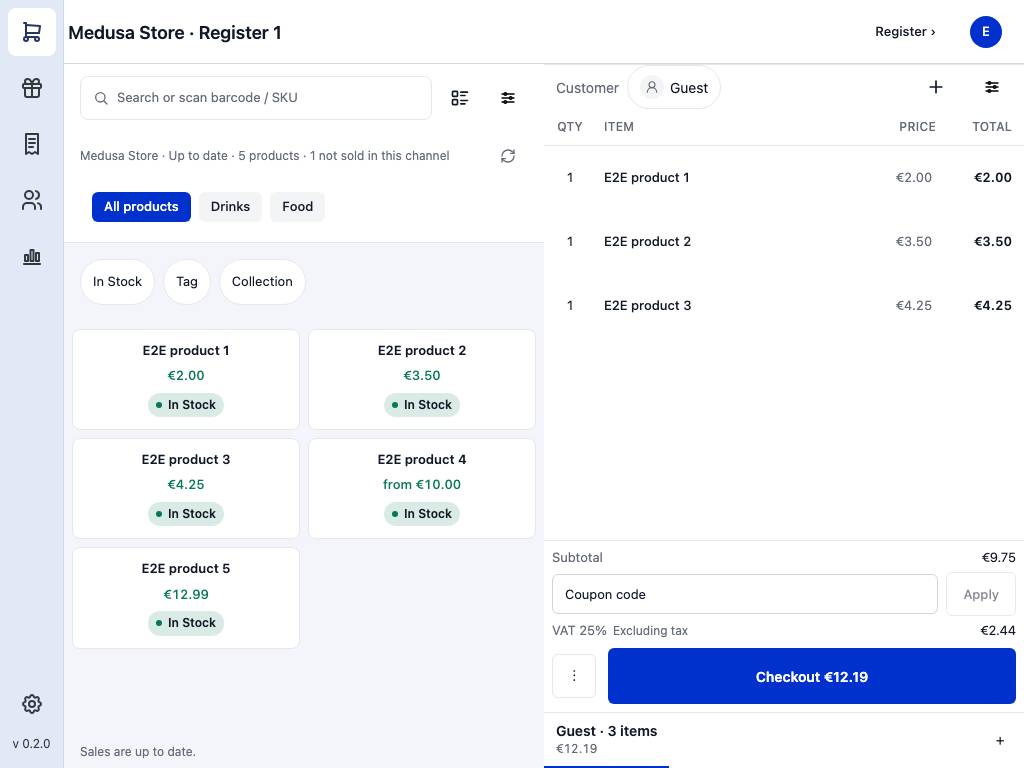 Medusa Store · Register 1
Register ›
E
Search or scan barcode / SKU
Medusa Store · Up to date · 5 products · 1 not sold in this channel
All products
Drinks
Food
In Stock
Tag
Collection
E2E product 1
€2.00
In Stock
E2E product 2
€3.50
In Stock
E2E product 3
€4.25
In Stock
E2E product 4
from €10.00
In Stock
E2E product 5
€12.99
In Stock
Sales are up to date.
v 0.2.0
Customer
Guest
QTY ITEM PRICE TOTAL
1 E2E product 1 €2.00 €2.00
1 E2E product 2 €3.50 €3.50
1 E2E product 3 €4.25 €4.25
Subtotal €9.75
Coupon code
Apply
VAT 25% Excluding tax €2.44
Checkout €12.19
Guest · 3 items
€12.19